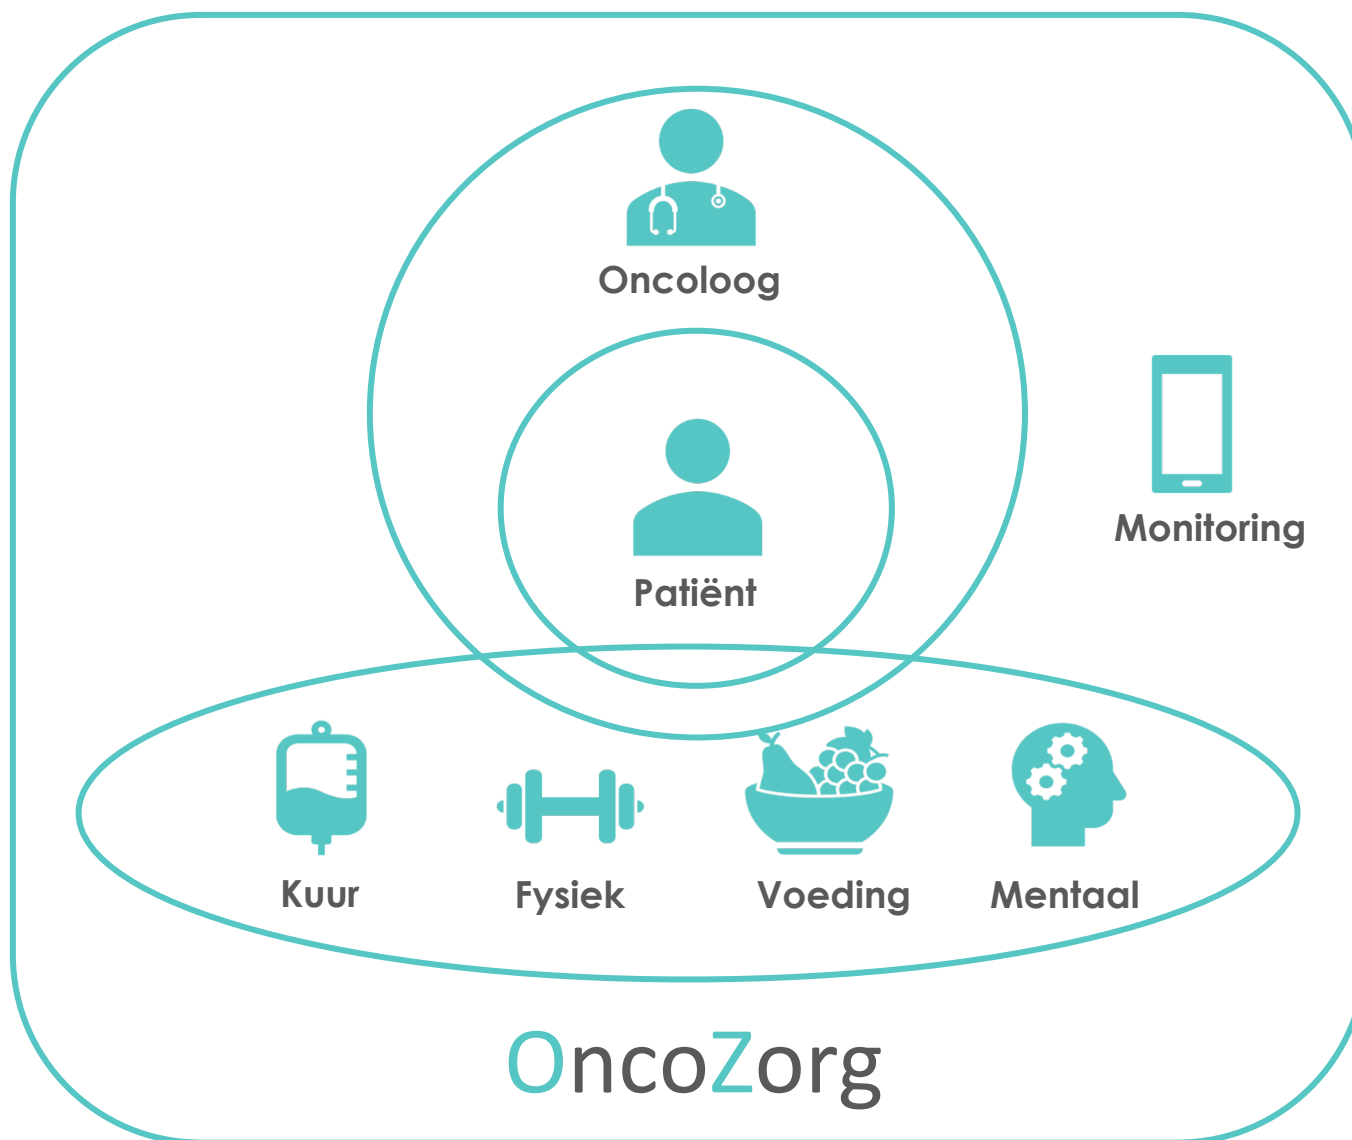 Oncoloog
Patiënt
Monitoring
Kuur
Fysiek
Voeding
Mentaal
OncoZorg